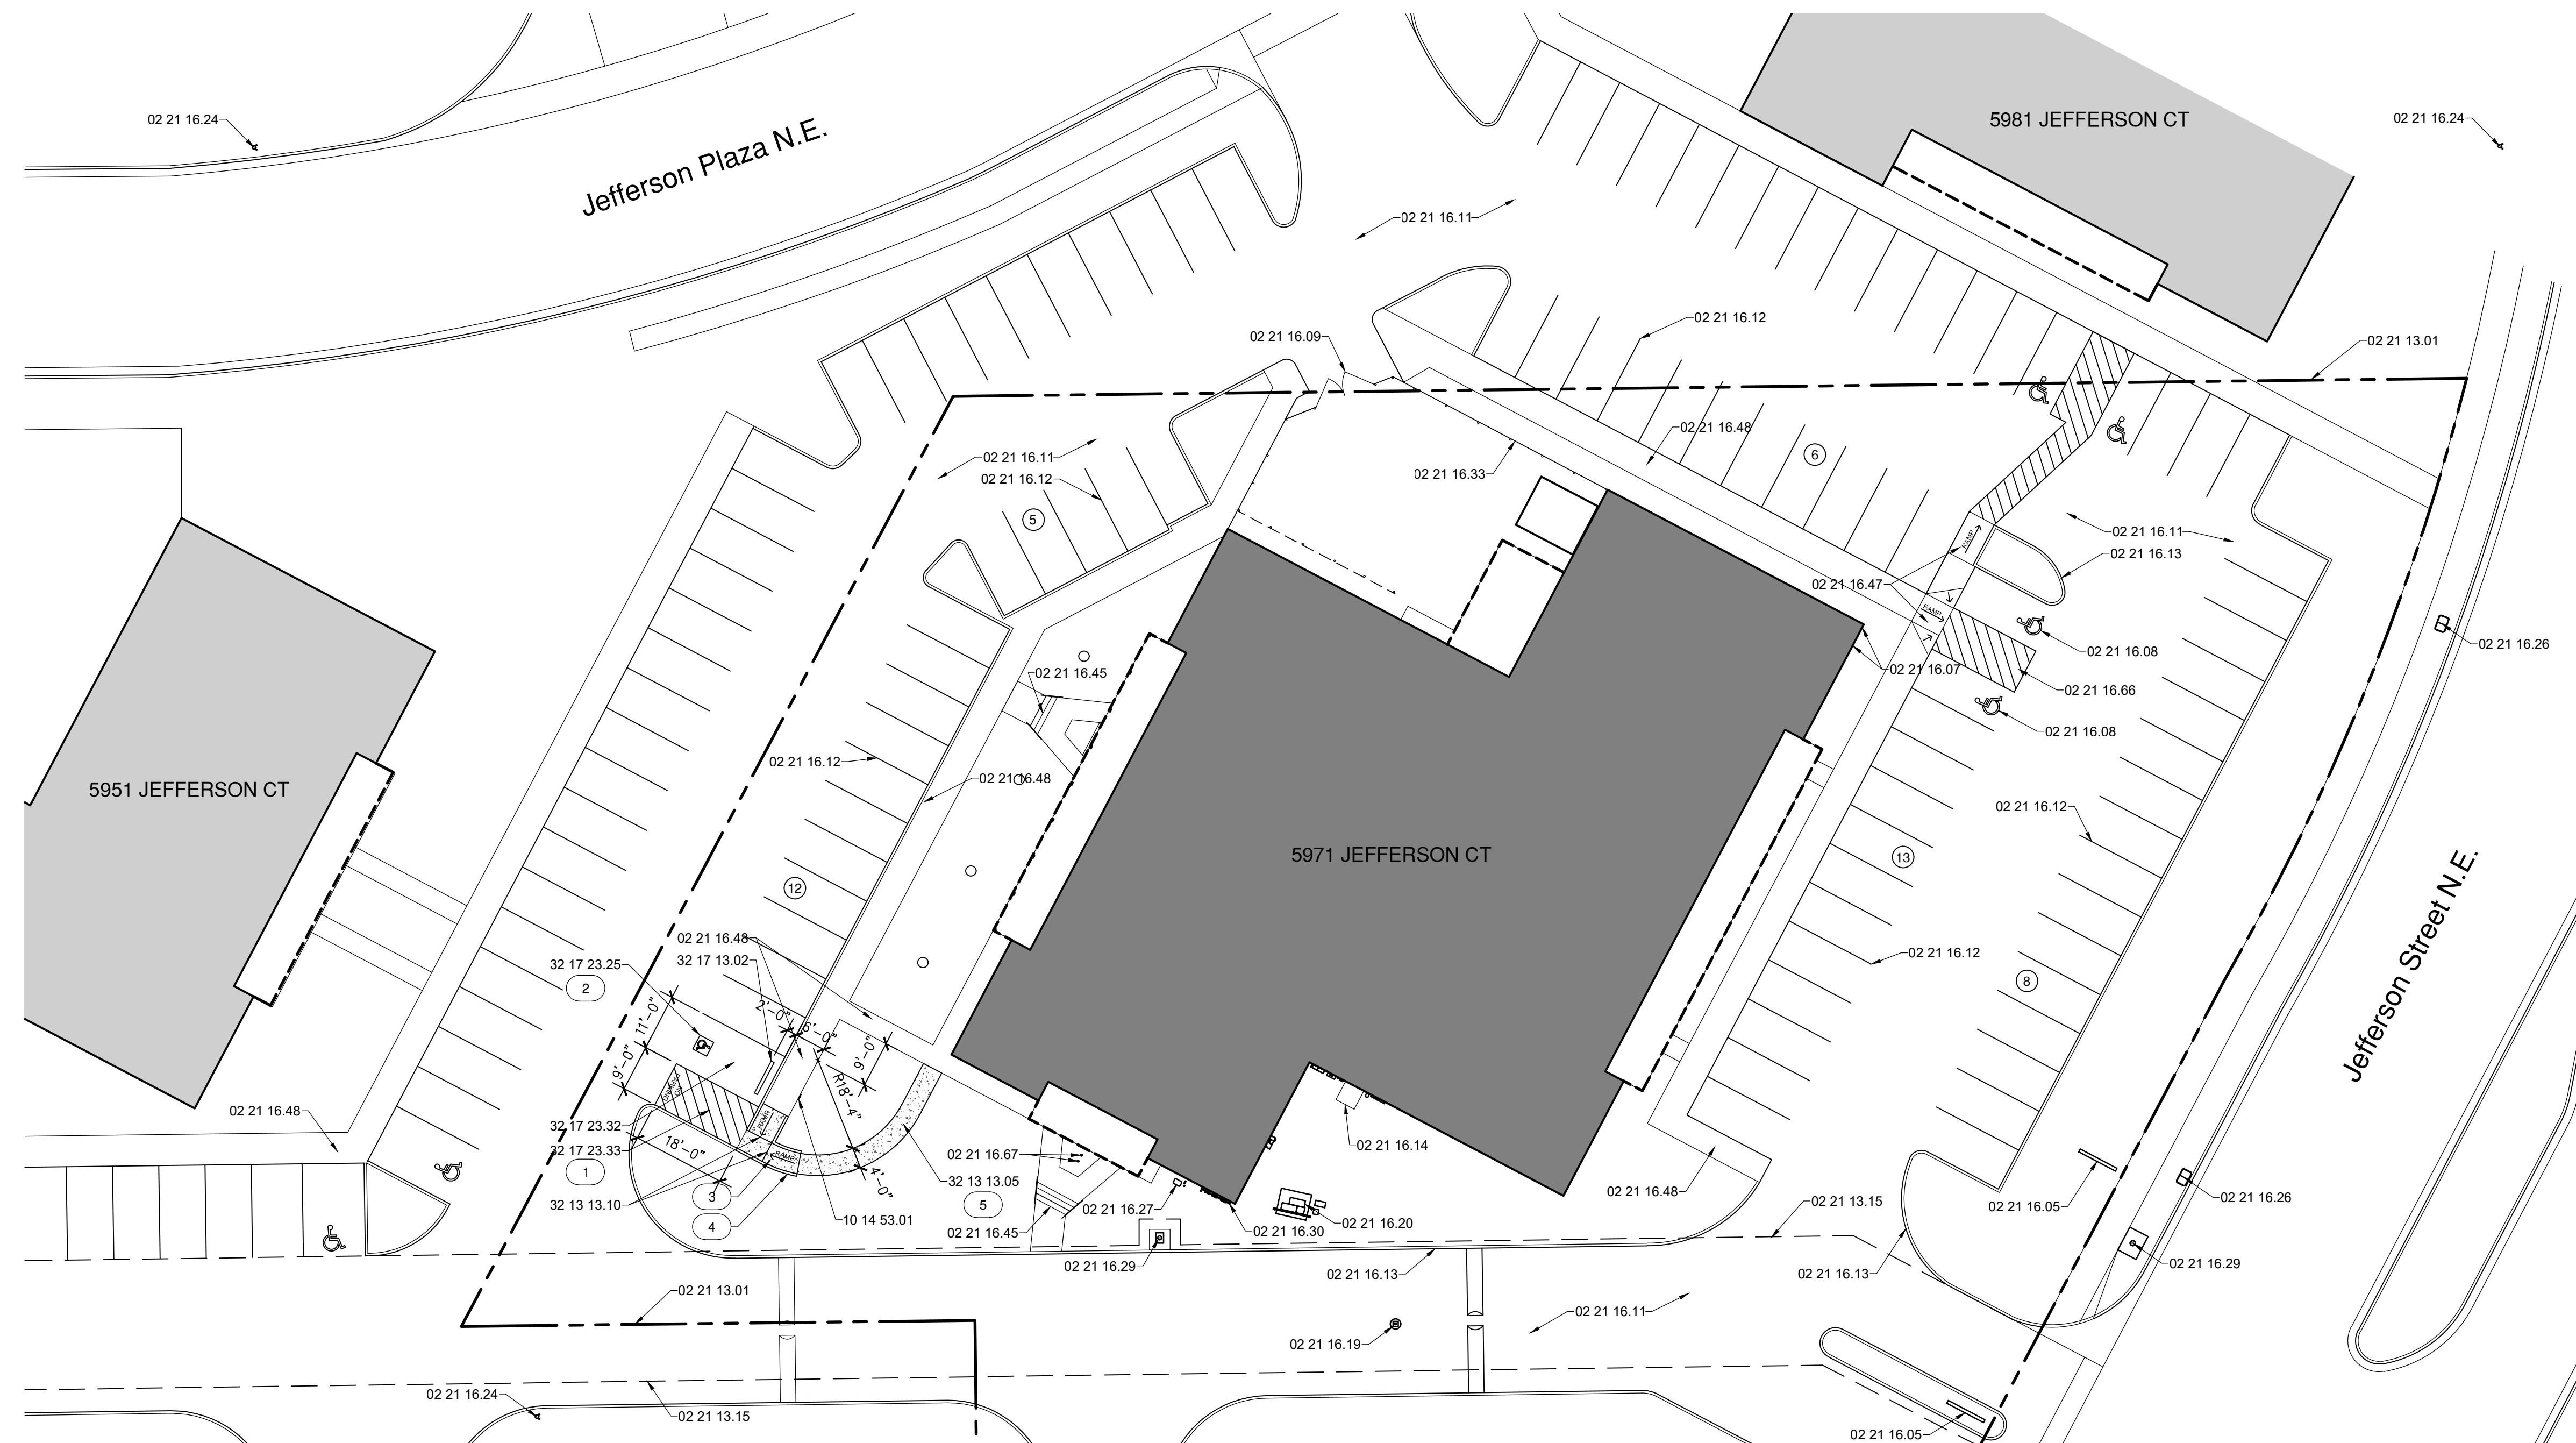 02 21 16.24
Jefferson Plaza N.E.
5981 JEFFERSON CT
02 21 16.24
02 21 16.11
02 21 16.12
02 21 16.09
02 21 13.01
02 21 16.48
02 21 16.11
02 21 16.12
02 21 16.33
6
5
02 21 16.11
02 21 16.13
RAMP
02 21 16.47
RAMP
02 21 16.08
02 21 16.26
02 21 16.07
02 21 16.45
02 21 16.66
02 21 16.08
02 21 16.12
02 21 16.48
5951 JEFFERSON CT
02 21 16.12
5971 JEFFERSON CT
13
12
02 21 16.48
02 21 16.12
32 17 23.25
32 17 13.02
2
8
Jefferson Street N.E.
11'-0"
2'-0"
6'-0"
9'-0"
9'-0"
R18'-4"
NO
PARKING
02 21 16.48
32 17 23.32
RAMP
32 17 23.33
18'-0"
RAMP
1
4'-0"
02 21 16.14
02 21 16.67
32 13 13.05
3
5
32 13 13.10
4
10 14 53.01
02 21 16.27
02 21 16.45
02 21 16.30
02 21 16.20
02 21 16.48
02 21 13.15
02 21 16.05
02 21 16.26
02 21 16.29
02 21 16.13
02 21 16.13
02 21 16.29
02 21 13.01
02 21 16.11
02 21 16.19
02 21 16.24
02 21 13.15
02 21 16.05